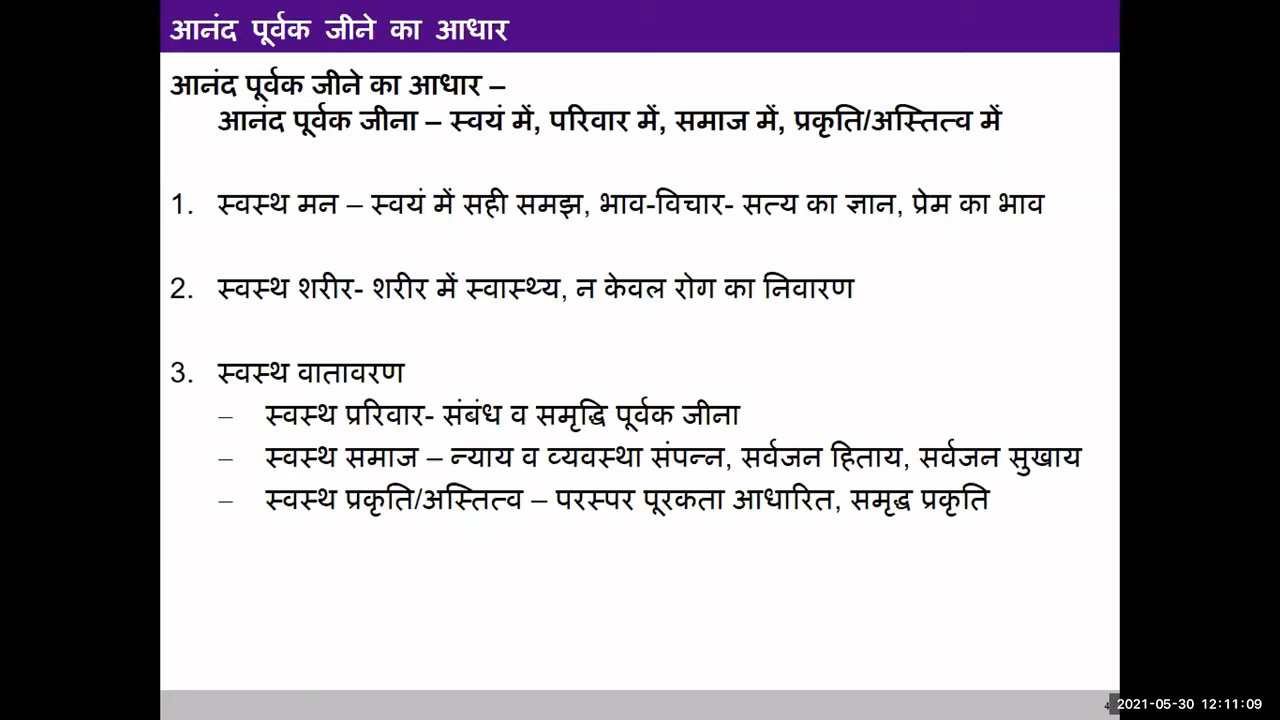 आनंद पूर्वक जीने का आधार
आनंद पूर्वक जीने का आधार –
आनंद पूर्वक जीना – स्वयं में, परिवार में, समाज में, प्रकृति/अस्तित्व में
1. स्वस्थ मन – स्वयं में सही समझ, भाव-विचार- सत्य का ज्ञान, प्रेम का भाव
2. स्वस्थ शरीर- शरीर में स्वास्थ्य, न केवल रोग का निवारण
3. स्वस्थ वातावरण
– स्वस्थ प्ररिवार- संबंध व समृद्धि पूर्वक जीना
– स्वस्थ समाज – न्याय व व्यवस्था संपन्न, सर्वजन हिताय, सर्वजन सुखाय
– स्वस्थ प्रकृति/अस्तित्व – परस्पर पूरकता आधारित, समृद्ध प्रकृति
4
2021-05-30 12:11:09